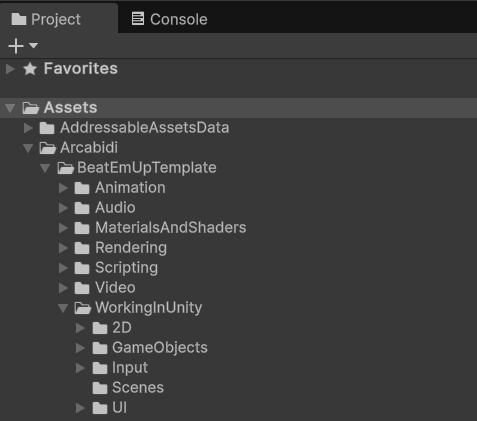 Project Console
Favorites
Assets
AddressableAssetsData
Arcabidi
BeatEmUpTemplate
Animation
Audio
MaterialsAndShaders
Rendering
Scripting
Video
WorkingInUnity
2D
GameObjects
Input
Scenes
UI